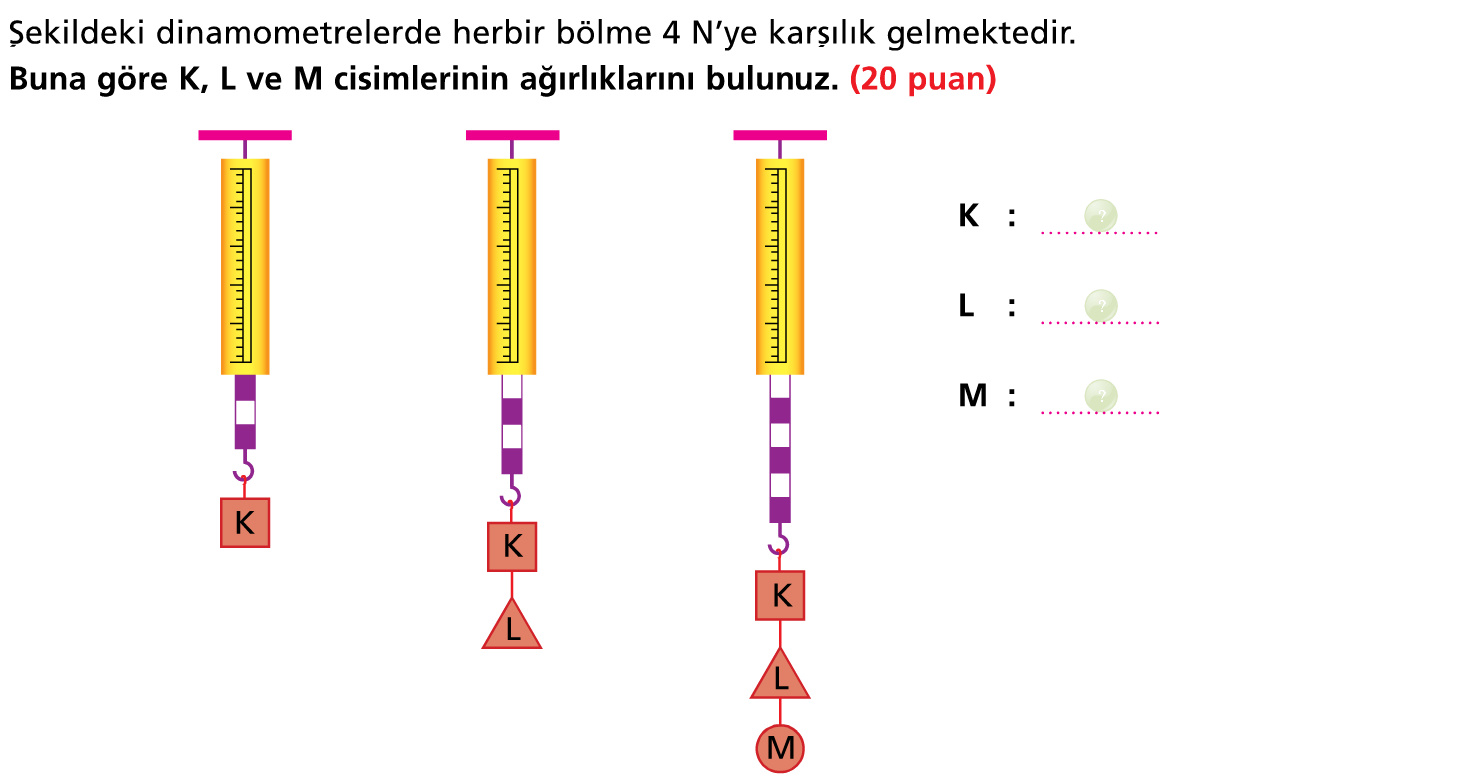 Şekildeki dinamometrelerde herbir bölme 4 N’ye karşılık gelmektedir.
Buna göre K, L ve M cisimlerinin ağırlıklarını bulunuz. (20 puan)
K : ?
L : ?
M : ?
K
K
L
K
L
M